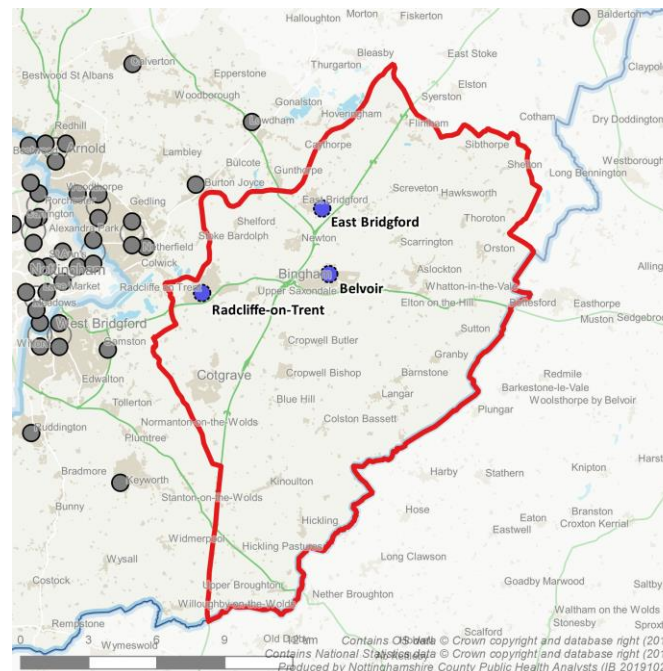 Halloughton
Morton
Fiskerton
Balderton
Bleasby
Thurgarton
East Stoke
Claypole
Calverton
Epperstone
Bestwood St Albans
Woodborough
Gonalston
Hoveringham
Syerston
Elston
Cotham
Dry Doddington
Lowdham
Flintham
Redhill
Arnold
Lambley
Caythorpe
Sibthorpe
Bulcote
Gunthorpe
Shelton
Westborough
Long Bennington
Burton Joyce
Woodthorpe
Gedling
Screveton
Hawksworth
East Bridgford
Shelford
Thoroton
Alexandra Park
East Bridgford
Stoke Bardolph
Netherfield
Newton
Scarrington
Orston
Colwick
Nottingham
Bingham
Aslockton
Belvoir
Whatton-in-the-Vale
Radcliffe on Trent
Upper Saxondale
Elton on the Hill
Bottesford
Easthorpe
Radcliffe-on-Trent
Muston
Sedgebrook
West Bridgford
Sutton
Cropwell Butler
Granby
Edwalton
Cotgrave
Cropwell Bishop
Barnstone
Redmile
Barkestone-le-Vale
Tollerton
Blue Hill
Langar
Woolsthorpe by Belvoir
Plungar
Normanton-on-the-Wolds
Colston Bassett
Ruddington
Plumtree
Bradmore
Keyworth
Kinoulton
Harby
Stathern
Knipton
Stanton-on-the-Wolds
Bunny
Hose
Branston
Eaton
Croxton Kerrial
Eastwell
Hickling
Widmerpool
Hickling Pastures
Wysall
Long Clawson
Costock
Upper Broughton
Goadby Marwood
Nether Broughton
Saltby
Willoughby-on-the-Wolds
Waltham on the Wolds
Stonesby
Rempstone
Wymeswold
Scalford
0 3 6 9 12 km
Contains OS data © Crown copyright and database right (201
Contains National Statistics data © Crown copyright and database right (201
Produced by Nottinghamshire County Public Health Analysts (IB 2019)